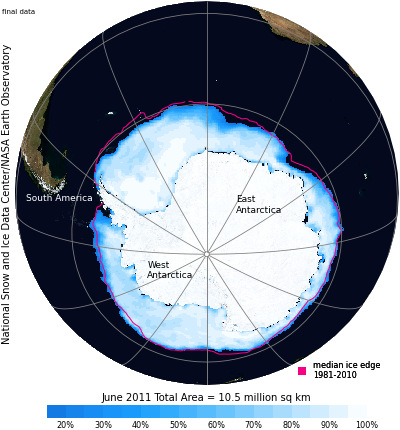 final data
National Snow and Ice Data Center/NASA Earth Observatory
South America
East
Antarctica
West
Antarctica
median ice edge
1981-2010
June 2011 Total Area = 10.5 million sq km
20% 30% 40% 50% 60% 70% 80% 90% 100%